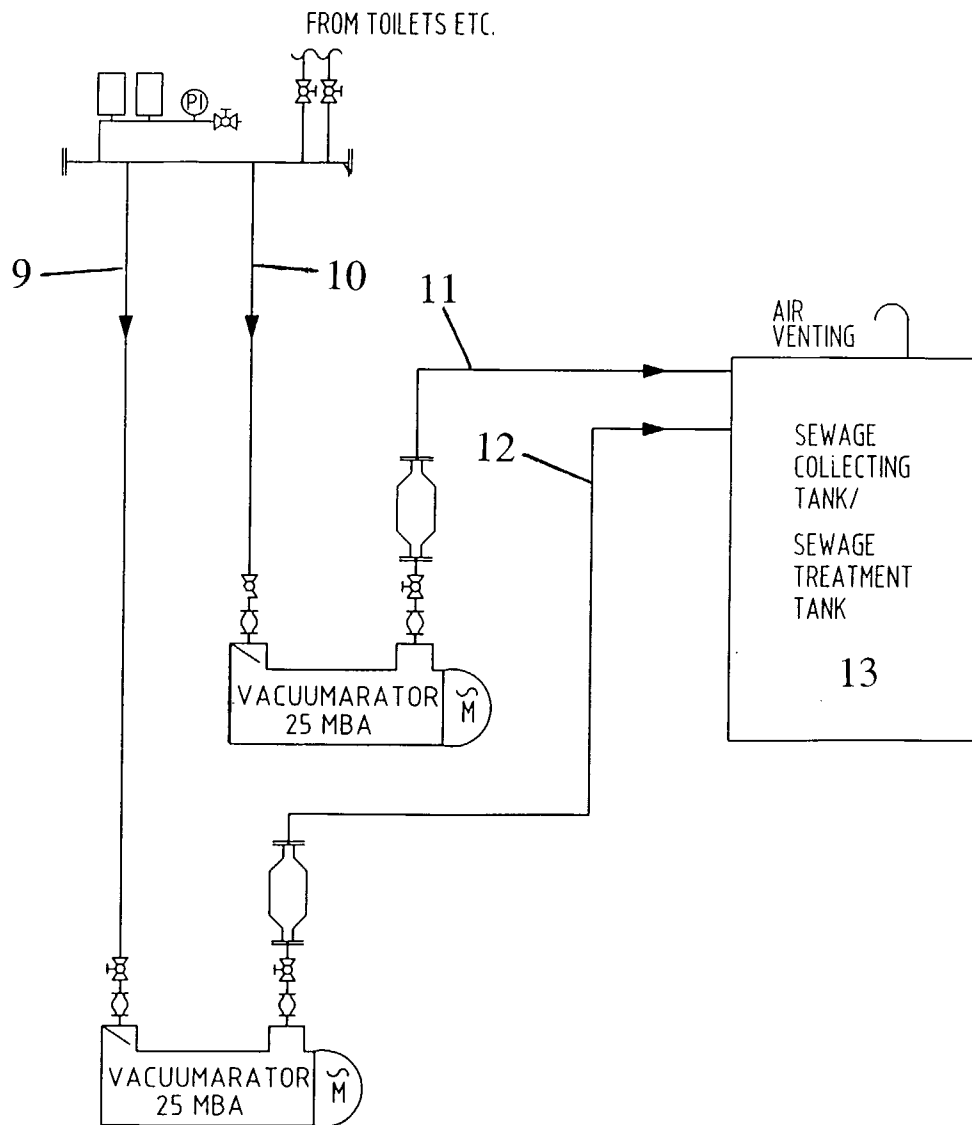 FROM TOILETS ETC.
PI
9
10
11
AIR
VENTING
12
SEWAGE
COLLECTING
TANK/
SEWAGE
TREATMENT
TANK
13
VACUUMARATOR
25 MBA
M
VACUUMARATOR
25 MBA
M